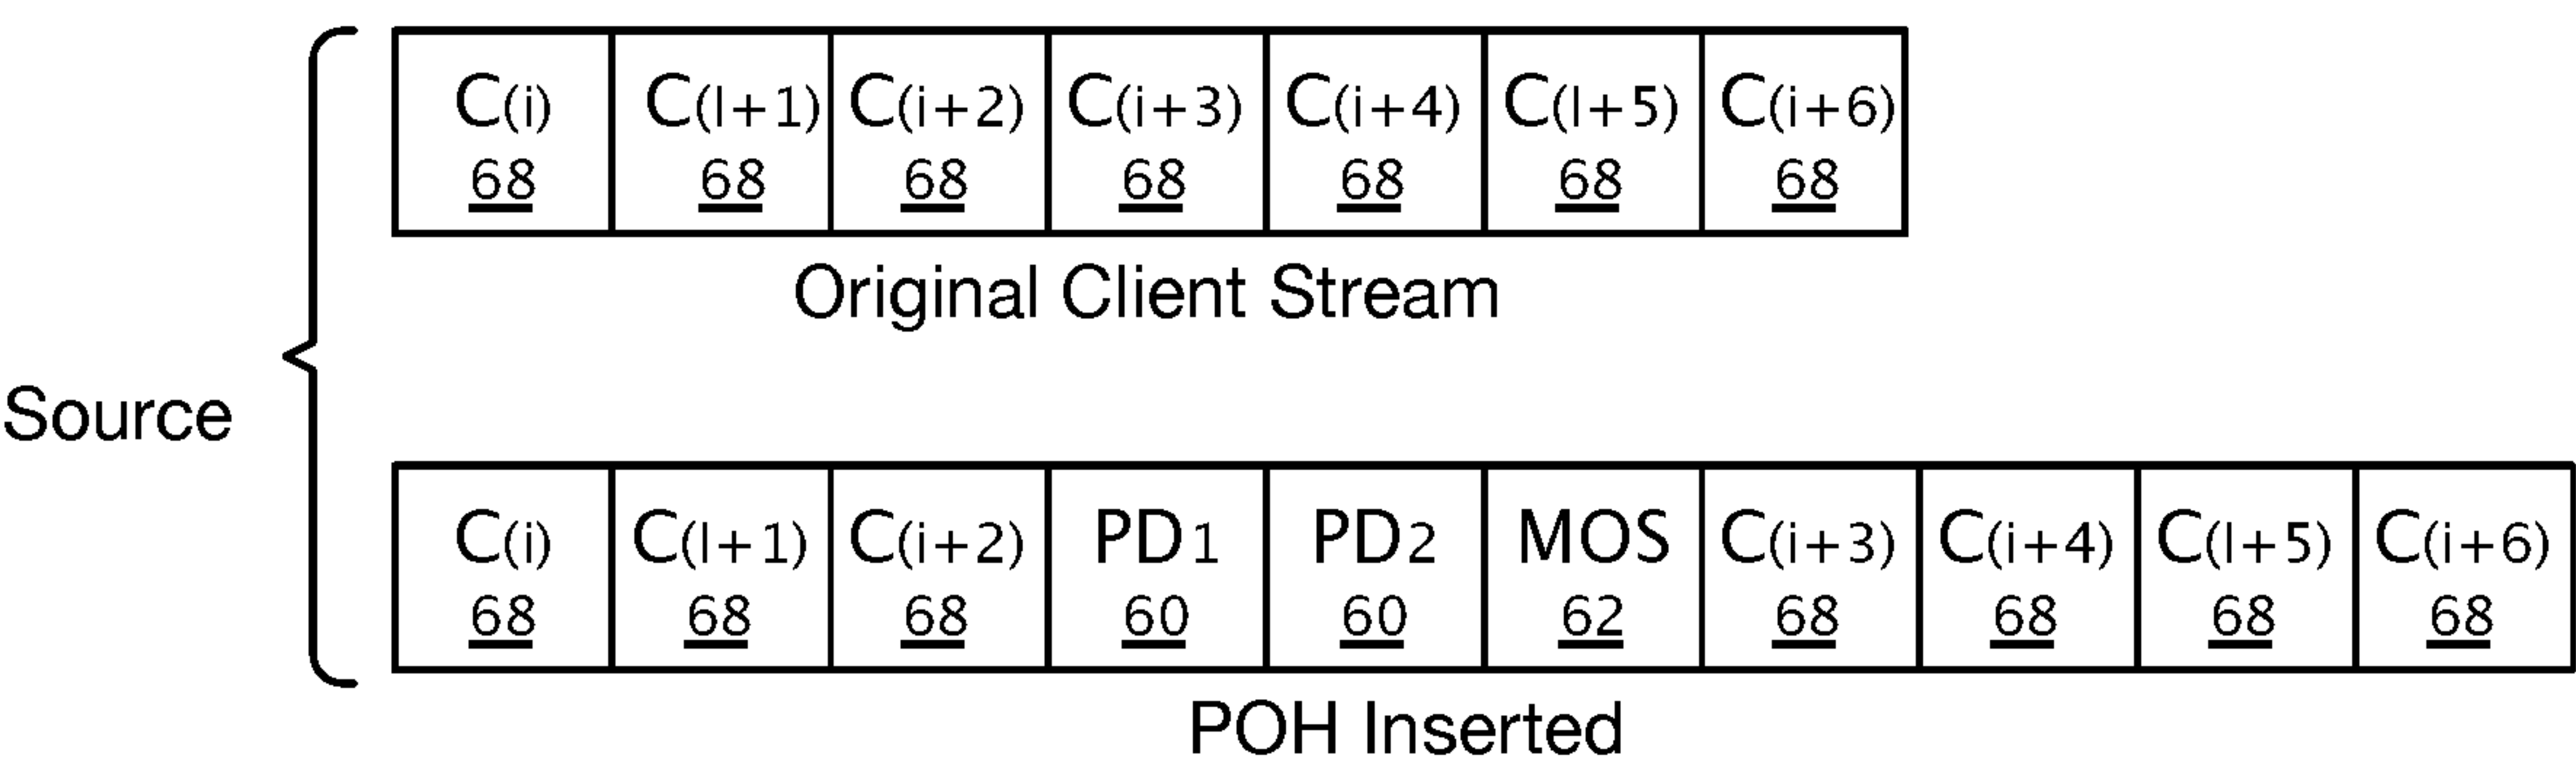 C(i) C(l+1) C(i+2) C(i+3) C(i+4) C(l+5) C(i+6)
68 68 68 68 68 68 68
Original Client Stream
Source
C(i) C(l+1) C(i+2) PD1 PD2 MOS C(i+3) C(i+4) C(l+5) C(i+6)
68 68 68 60 60 62 68 68 68 68
POH Inserted